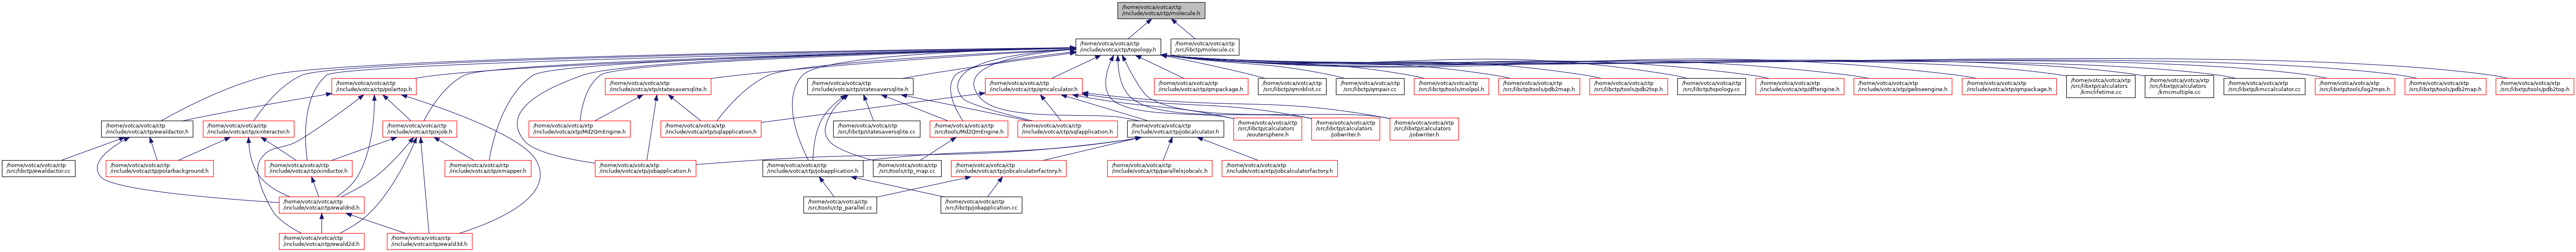 /home/votca/votca/ctp
/include/votca/ctp/molecule.h
/home/votca/votca/ctp
/include/votca/ctp/topology.h
/home/votca/votca/ctp
/src/libctp/molecule.cc
/home/votca/votca/ctp
/include/votca/ctp/polartop.h
/home/votca/votca/xtp
/include/votca/xtp/statesaversqlite.h
/home/votca/votca/ctp
/include/votca/ctp/statesaversqlite.h
/home/votca/votca/ctp
/include/votca/ctp/qmcalculator.h
/home/votca/votca/ctp
/include/votca/ctp/qmpackage.h
/home/votca/votca/ctp
/src/libctp/qmnblist.cc
/home/votca/votca/ctp
/src/libctp/qmpair.cc
/home/votca/votca/ctp
/src/libctp/tools/molpol.h
/home/votca/votca/ctp
/src/libctp/tools/pdb2map.h
/home/votca/votca/ctp
/src/libctp/tools/pdb2top.h
/home/votca/votca/ctp
/src/libctp/topology.cc
/home/votca/votca/xtp
/include/votca/xtp/dftengine.h
/home/votca/votca/xtp
/include/votca/xtp/gwbseengine.h
/home/votca/votca/xtp
/include/votca/xtp/qmpackage.h
/home/votca/votca/xtp
/src/libxtp/calculators
/kmclifetime.cc
/home/votca/votca/xtp
/src/libxtp/calculators
/kmcmultiple.cc
/home/votca/votca/xtp
/src/libxtp/kmccalculator.cc
/home/votca/votca/xtp
/src/libxtp/tools/log2mps.h
/home/votca/votca/xtp
/src/libxtp/tools/pdb2map.h
/home/votca/votca/xtp
/src/libxtp/tools/pdb2top.h
/home/votca/votca/ctp
/include/votca/ctp/ewaldactor.h
/home/votca/votca/ctp
/include/votca/ctp/xinteractor.h
/home/votca/votca/ctp
/include/votca/ctp/xjob.h
/home/votca/votca/xtp
/include/votca/xtp/Md2QmEngine.h
/home/votca/votca/xtp
/include/votca/xtp/sqlapplication.h
/home/votca/votca/ctp
/src/libctp/statesaversqlite.cc
/home/votca/votca/ctp
/src/tools/Md2QmEngine.h
/home/votca/votca/ctp
/include/votca/ctp/sqlapplication.h
/home/votca/votca/ctp
/include/votca/ctp/jobcalculator.h
/home/votca/votca/ctp
/src/libctp/calculators
/eoutersphere.h
/home/votca/votca/ctp
/src/libctp/calculators
/jobwriter.h
/home/votca/votca/xtp
/src/libxtp/calculators
/jobwriter.h
/home/votca/votca/ctp
/src/libctp/ewaldactor.cc
/home/votca/votca/ctp
/include/votca/ctp/polarbackground.h
/home/votca/votca/ctp
/include/votca/ctp/xinductor.h
/home/votca/votca/ctp
/include/votca/ctp/xmapper.h
/home/votca/votca/xtp
/include/votca/xtp/jobapplication.h
/home/votca/votca/ctp
/include/votca/ctp/jobapplication.h
/home/votca/votca/ctp
/src/tools/ctp_map.cc
/home/votca/votca/ctp
/include/votca/ctp/jobcalculatorfactory.h
/home/votca/votca/ctp
/include/votca/ctp/parallelxjobcalc.h
/home/votca/votca/xtp
/include/votca/xtp/jobcalculatorfactory.h
/home/votca/votca/ctp
/include/votca/ctp/ewaldnd.h
/home/votca/votca/ctp
/src/tools/ctp_parallel.cc
/home/votca/votca/ctp
/src/libctp/jobapplication.cc
/home/votca/votca/ctp
/include/votca/ctp/ewald2d.h
/home/votca/votca/ctp
/include/votca/ctp/ewald3d.h